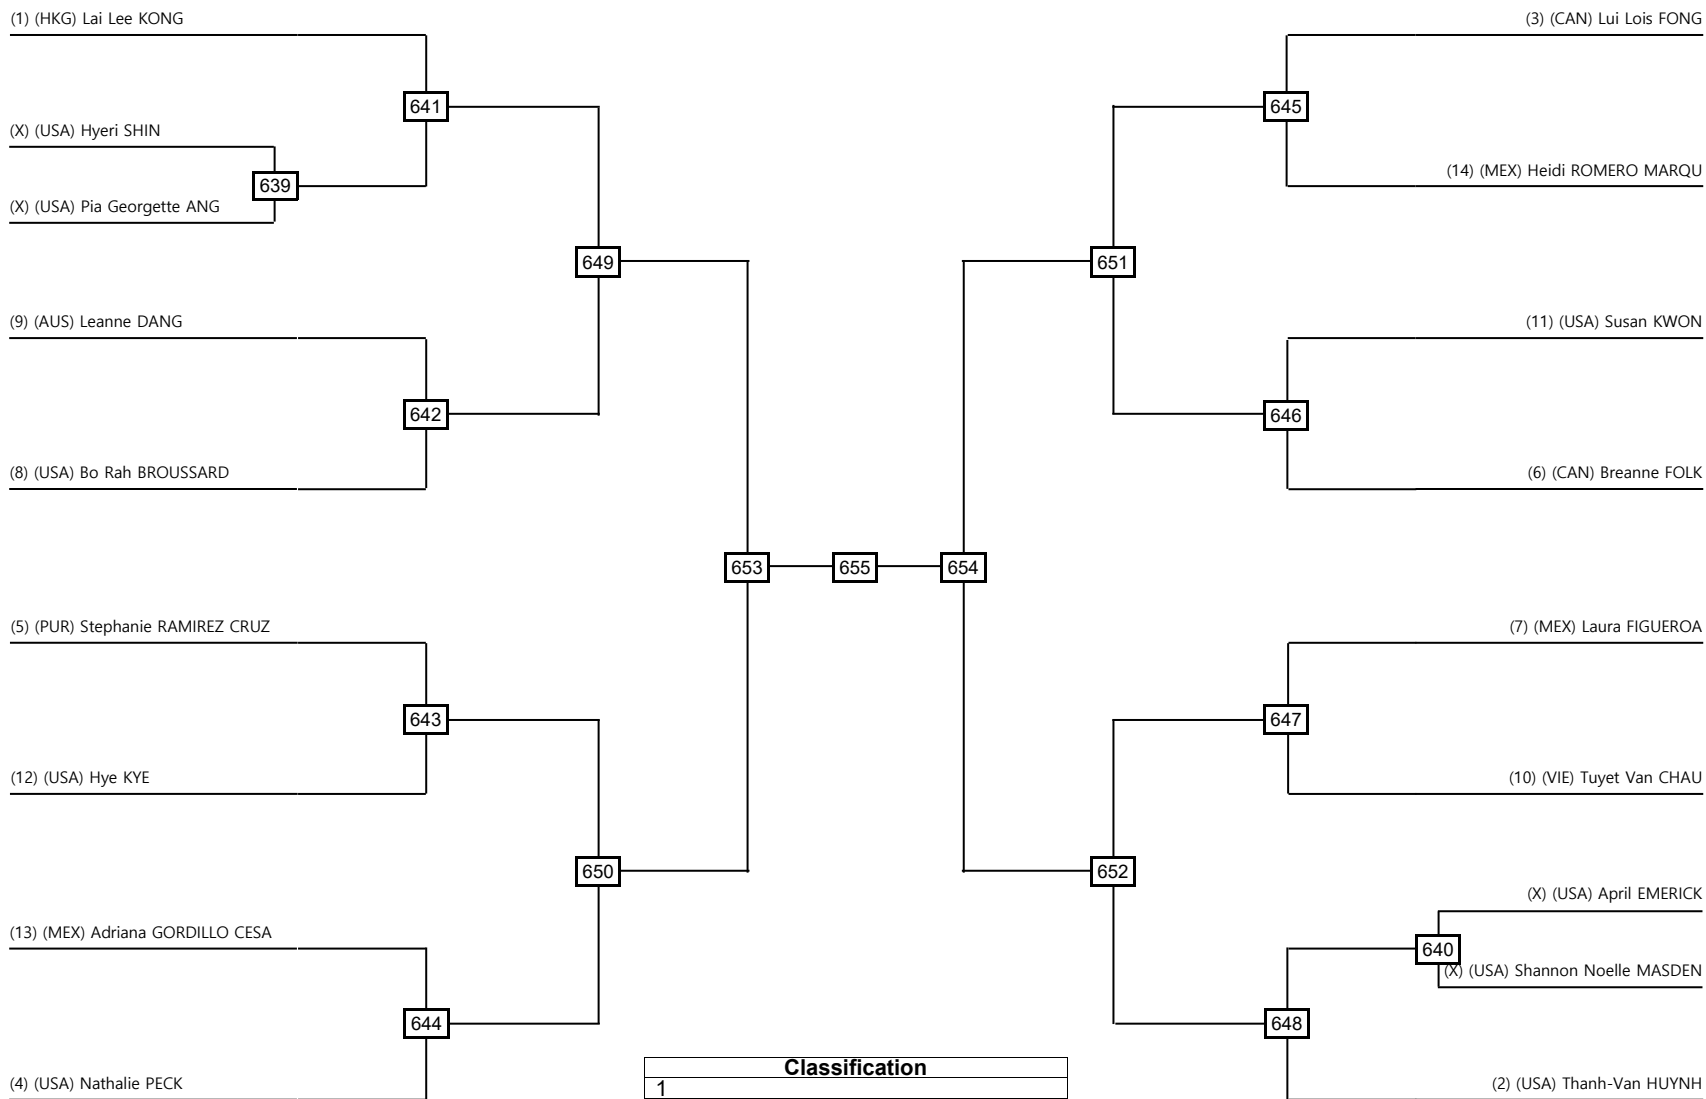 (1) (HKG) Lai Lee KONG
(3) (CAN) Lui Lois FONG
641
645
(X) (USA) Hyeri SHIN
(14) (MEX) Heidi ROMERO MARQU
639
(X) (USA) Pia Georgette ANG
649
651
(9) (AUS) Leanne DANG
(11) (USA) Susan KWON
642
646
(8) (USA) Bo Rah BROUSSARD
(6) (CAN) Breanne FOLK
653
655
654
(5) (PUR) Stephanie RAMIREZ CRUZ
(7) (MEX) Laura FIGUEROA
643
647
(12) (USA) Hye KYE
(10) (VIE) Tuyet Van CHAU
650
652
(X) (USA) April EMERICK
(13) (MEX) Adriana GORDILLO CESA
640
(X) (USA) Shannon Noelle MASDEN
644
648
Classification
1
(4) (USA) Nathalie PECK
(2) (USA) Thanh-Van HUYNH